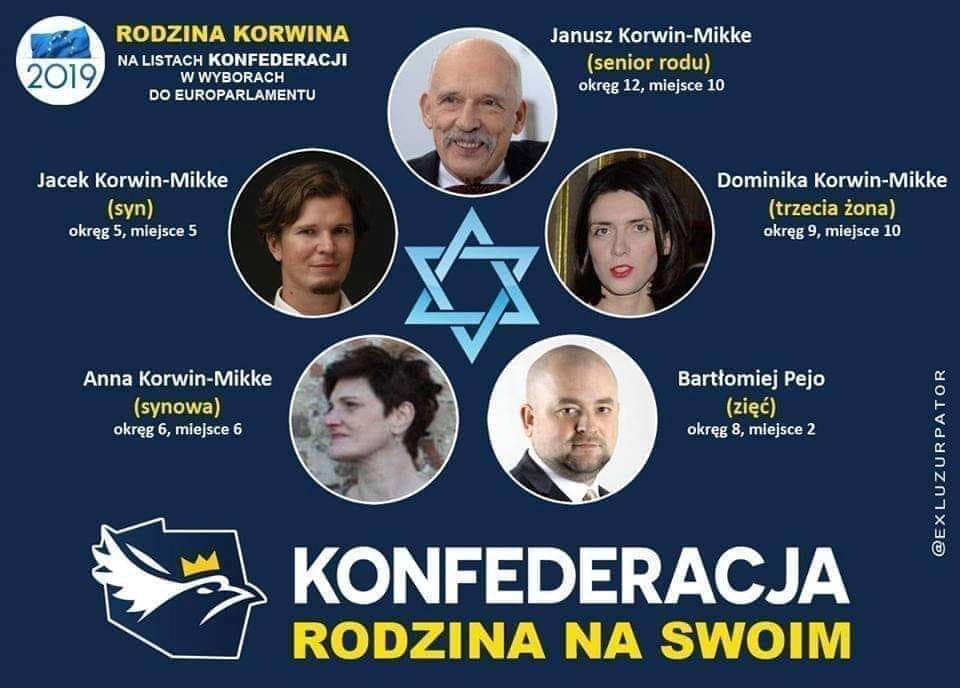 2019
RODZINA KORWINA
NA LISTACH KONFEDERACJI
W WYBORACH
DO EUROPARLAMENTU
Janusz Korwin-Mikke
(senior rodu)
okręg 12, miejsce 10
Jacek Korwin-Mikke
(syn)
okręg 5, miejsce 5
Dominika Korwin-Mikke
(trzecia żona)
okręg 9, miejsce 10
Anna Korwin-Mikke
(synowa)
okręg 6, miejsce 6
Bartłomiej Pejo
(zięć)
okręg 8, miejsce 2
@EXLUZURPATOR
KONFEDERACJA
RODZINA NA SWOIM